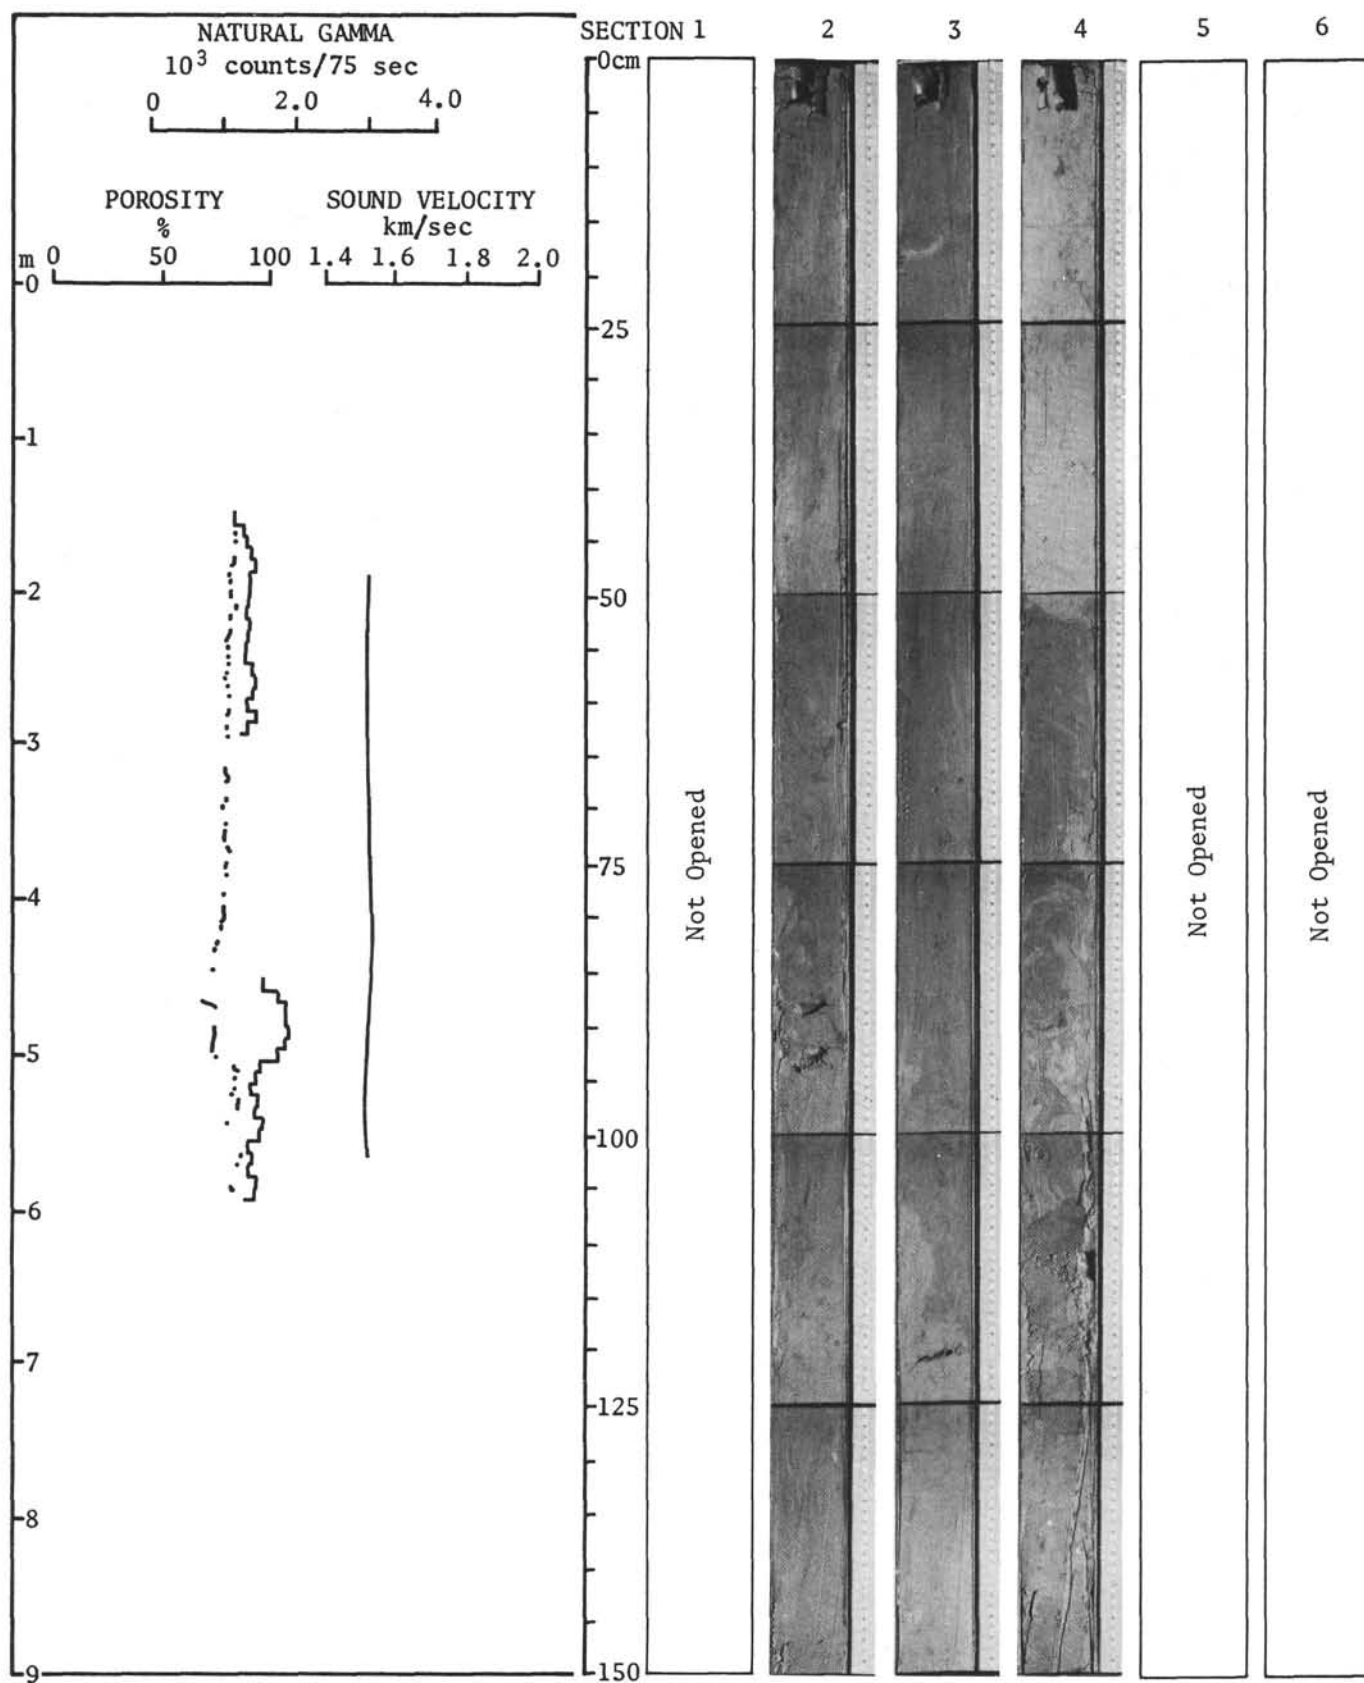 NATURAL GAMMA
10³ counts/75 sec
0 2.0 4.0
POROSITY
%
0 50 100
SOUND VELOCITY
km/sec
1.4 1.6 1.8 2.0
m
0
1
2
3
4
5
6
7
8
9
SECTION 1 2 3 4 5 6
0cm
25
50
75
100
125
150
Not Opened
Not Opened
Not Opened